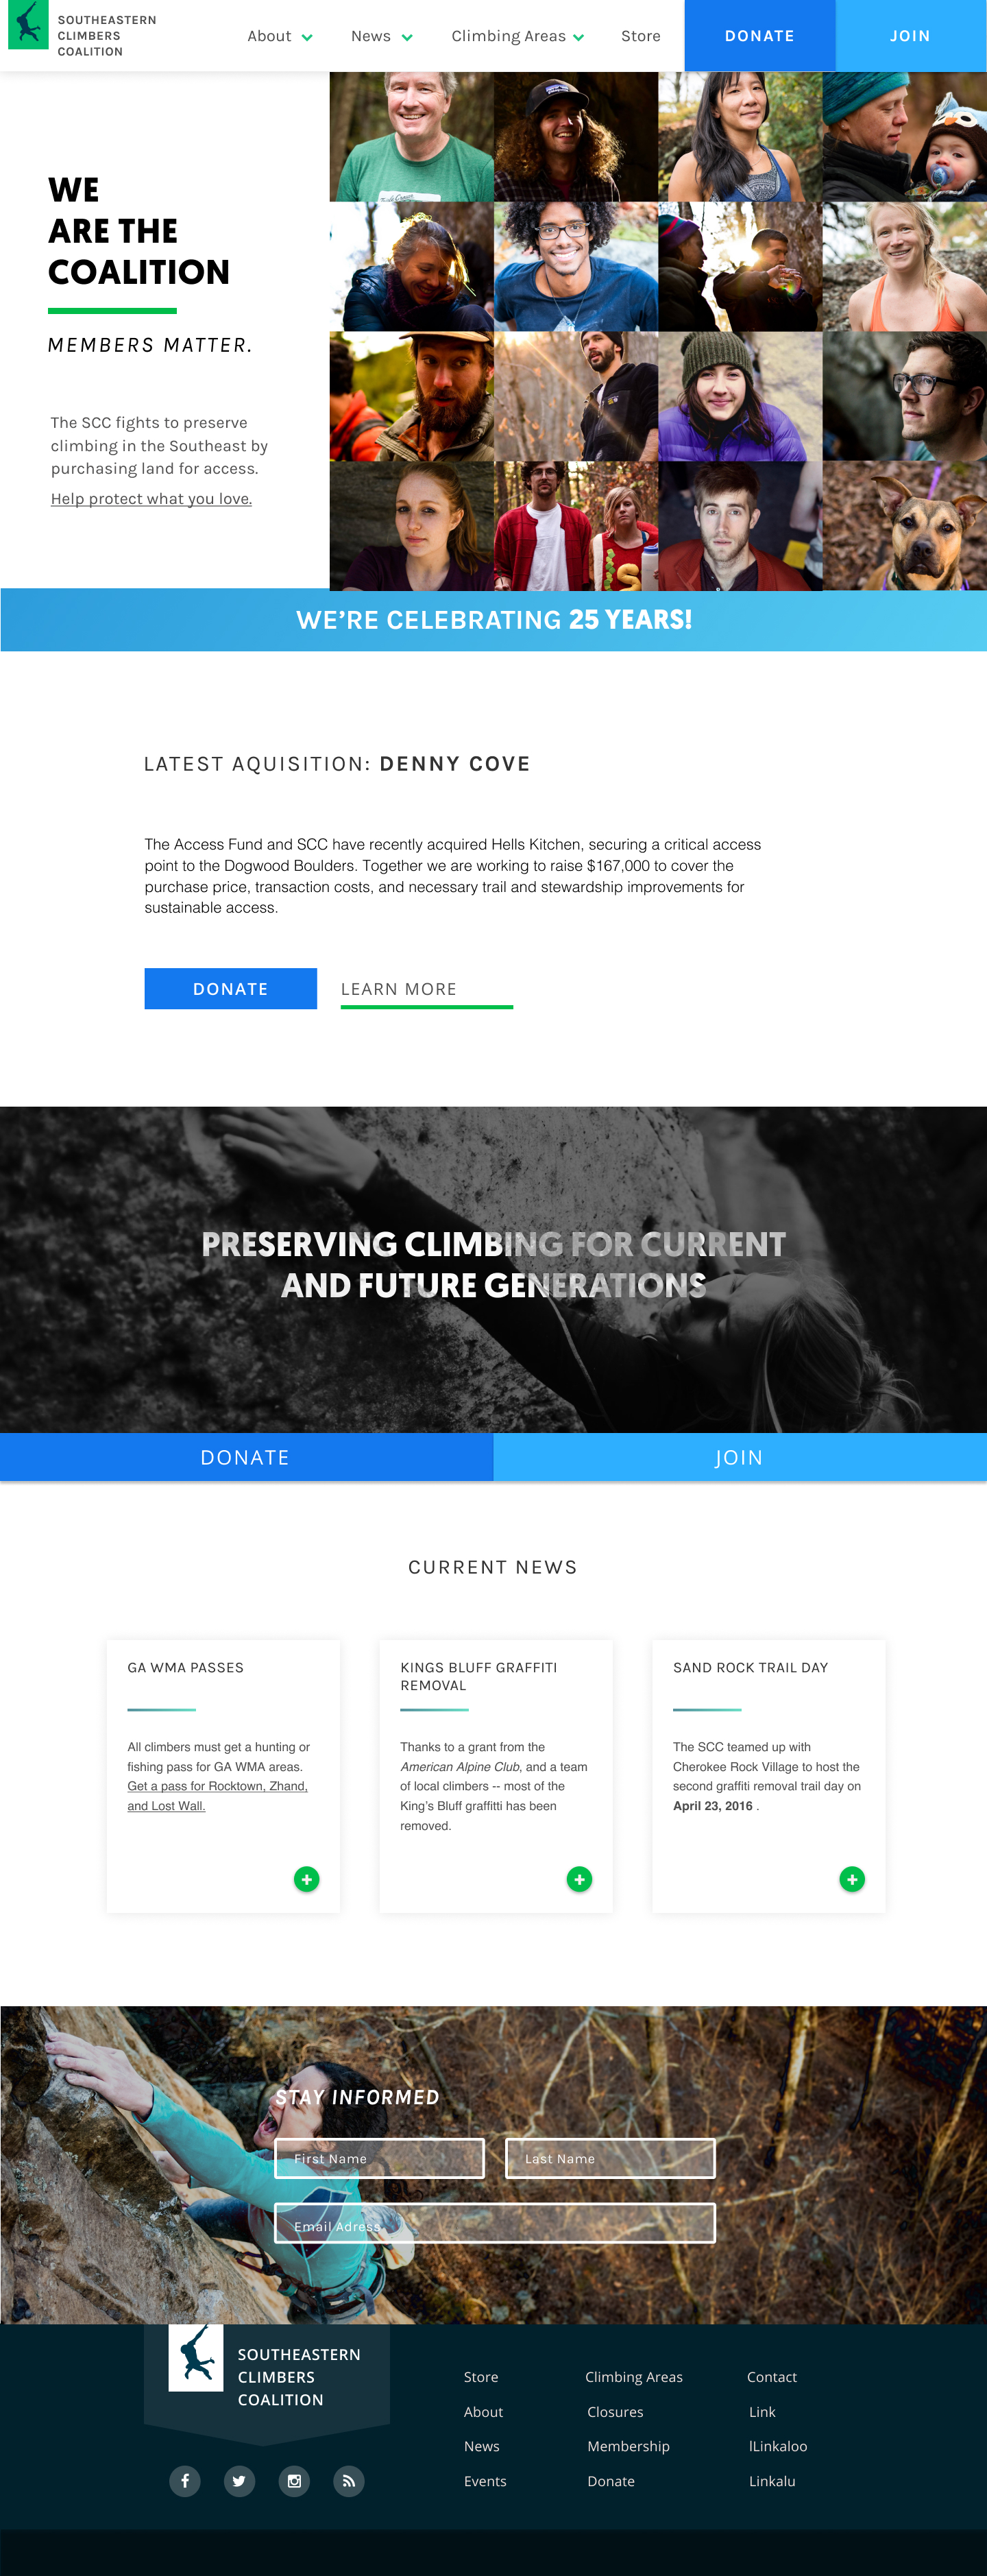 SOUTHEASTERN
CLIMBERS
COALITION
About
News
Climbing Areas
Store
DONATE
JOIN
WE
ARE THE
COALITION
MEMBERS MATTER.
The SCC fights to preserve
climbing in the Southeast by
purchasing land for access.
Help protect what you love.
WE'RE CELEBRATING 25 YEARS!
LATEST AQUISITION: DENNY COVE
The Access Fund and SCC have recently acquired Hells Kitchen, securing a critical access
point to the Dogwood Boulders. Together we are working to raise $167,000 to cover the
purchase price, transaction costs, and necessary trail and stewardship improvements for
sustainable access.
DONATE
LEARN MORE
PRESERVING CLIMBING FOR CURRENT
AND FUTURE GENERATIONS
DONATE
JOIN
CURRENT NEWS
GA WMA PASSES
All climbers must get a hunting or
fishing pass for GA WMA areas.
Get a pass for Rocktown, Zhand,
and Lost Wall.
KINGS BLUFF GRAFFITI
REMOVAL
Thanks to a grant from the
American Alpine Club, and a team
of local climbers -- most of the
King's Bluff graffitti has been
removed.
SAND ROCK TRAIL DAY
The SCC teamed up with
Cherokee Rock Village to host the
second graffiti removal trail day on
April 23, 2016 .
STAY INFORMED
First Name
Last Name
Email Adress
SOUTHEASTERN
CLIMBERS
COALITION
Store
About
News
Events
Climbing Areas
Closures
Membership
Donate
Contact
Link
lLinkaloo
Linkalu